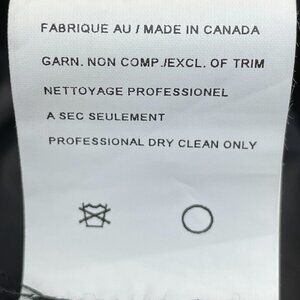 FABRIQUE AU / MADE IN CANADA
GARN. NON COMP./EXCL. OF TRIM
NETTOYAGE PROFESSIONEL
A SEC SEULEMENT
PROFESSIONAL DRY CLEAN ONLY